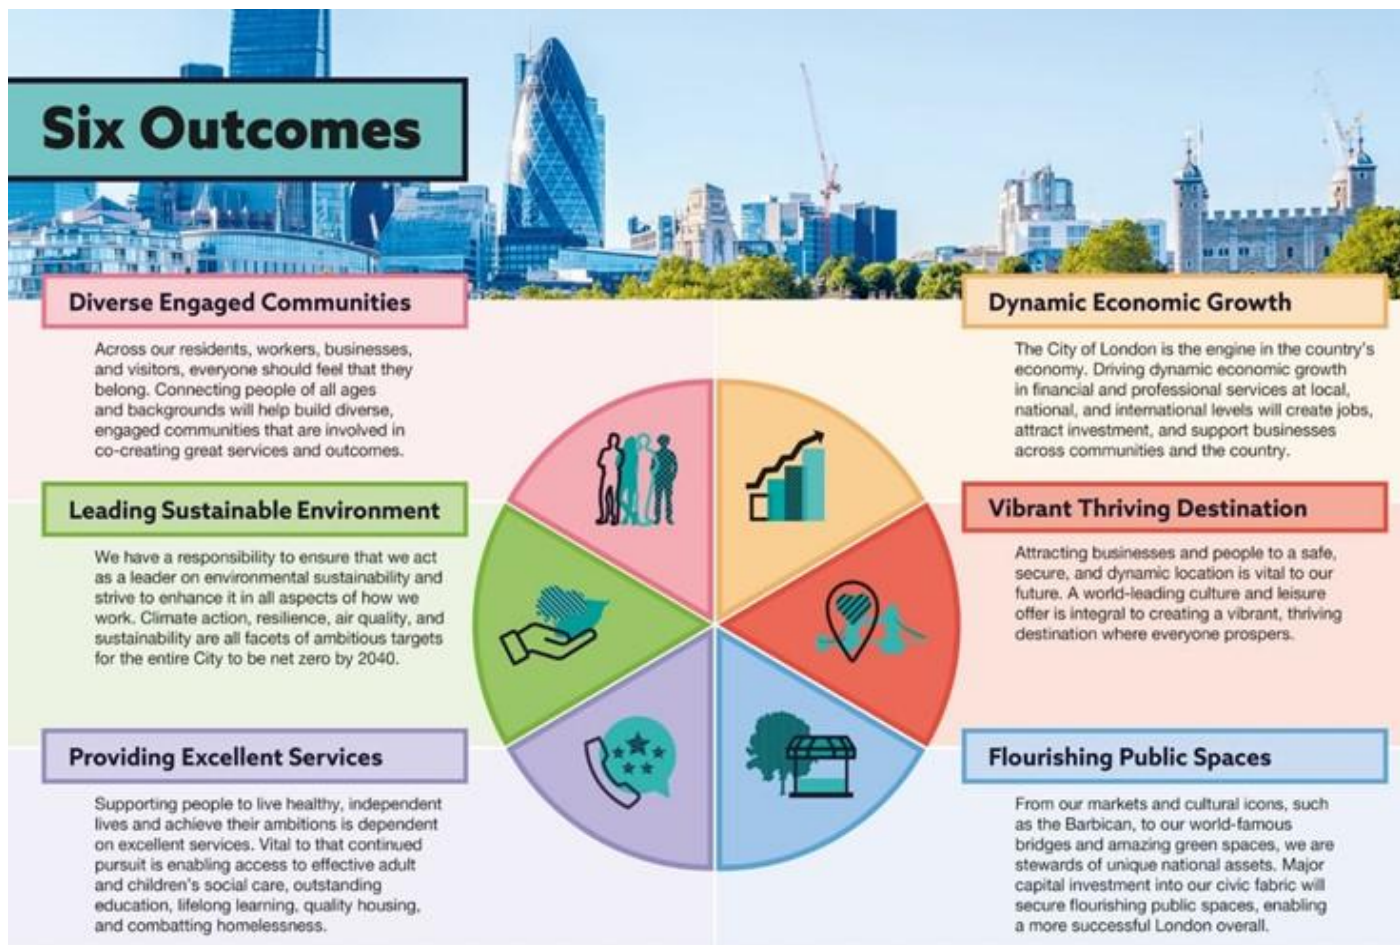 Six Outcomes
Diverse Engaged Communities
Across our residents, workers, businesses,
and visitors, everyone should feel that they
belong. Connecting people of all ages
and backgrounds will help build diverse,
engaged communities that are involved in
co-creating great services and outcomes.
Dynamic Economic Growth
The City of London is the engine in the country's
economy. Driving dynamic economic growth
in financial and professional services at local,
national, and international levels will create jobs,
attract investment, and support businesses
across communities and the country.
Leading Sustainable Environment
We have a responsibility to ensure that we act
as a leader on environmental sustainability and
strive to enhance it in all aspects of how we
work. Climate action, resilience, air quality, and
sustainability are all facets of ambitious targets
for the entire City to be net zero by 2040.
Vibrant Thriving Destination
Attracting businesses and people to a safe,
secure, and dynamic location is vital to our
future. A world-leading culture and leisure
offer is integral to creating a vibrant, thriving
destination where everyone prospers.
Providing Excellent Services
Supporting people to live healthy, independent
lives and achieve their ambitions is dependent
on excellent services. Vital to that continued
pursuit is enabling access to effective adult
and children's social care, outstanding
education, lifelong learning, quality housing,
and combatting homelessness.
Flourishing Public Spaces
From our markets and cultural icons, such
as the Barbican, to our world-famous
bridges and amazing green spaces, we are
stewards of unique national assets. Major
capital investment into our civic fabric will
secure flourishing public spaces, enabling
a more successful London overall.